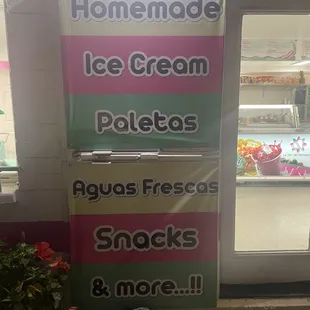 Homemade
Ice Cream
Paletas
Aguas Frescas
Snacks
& more...!!